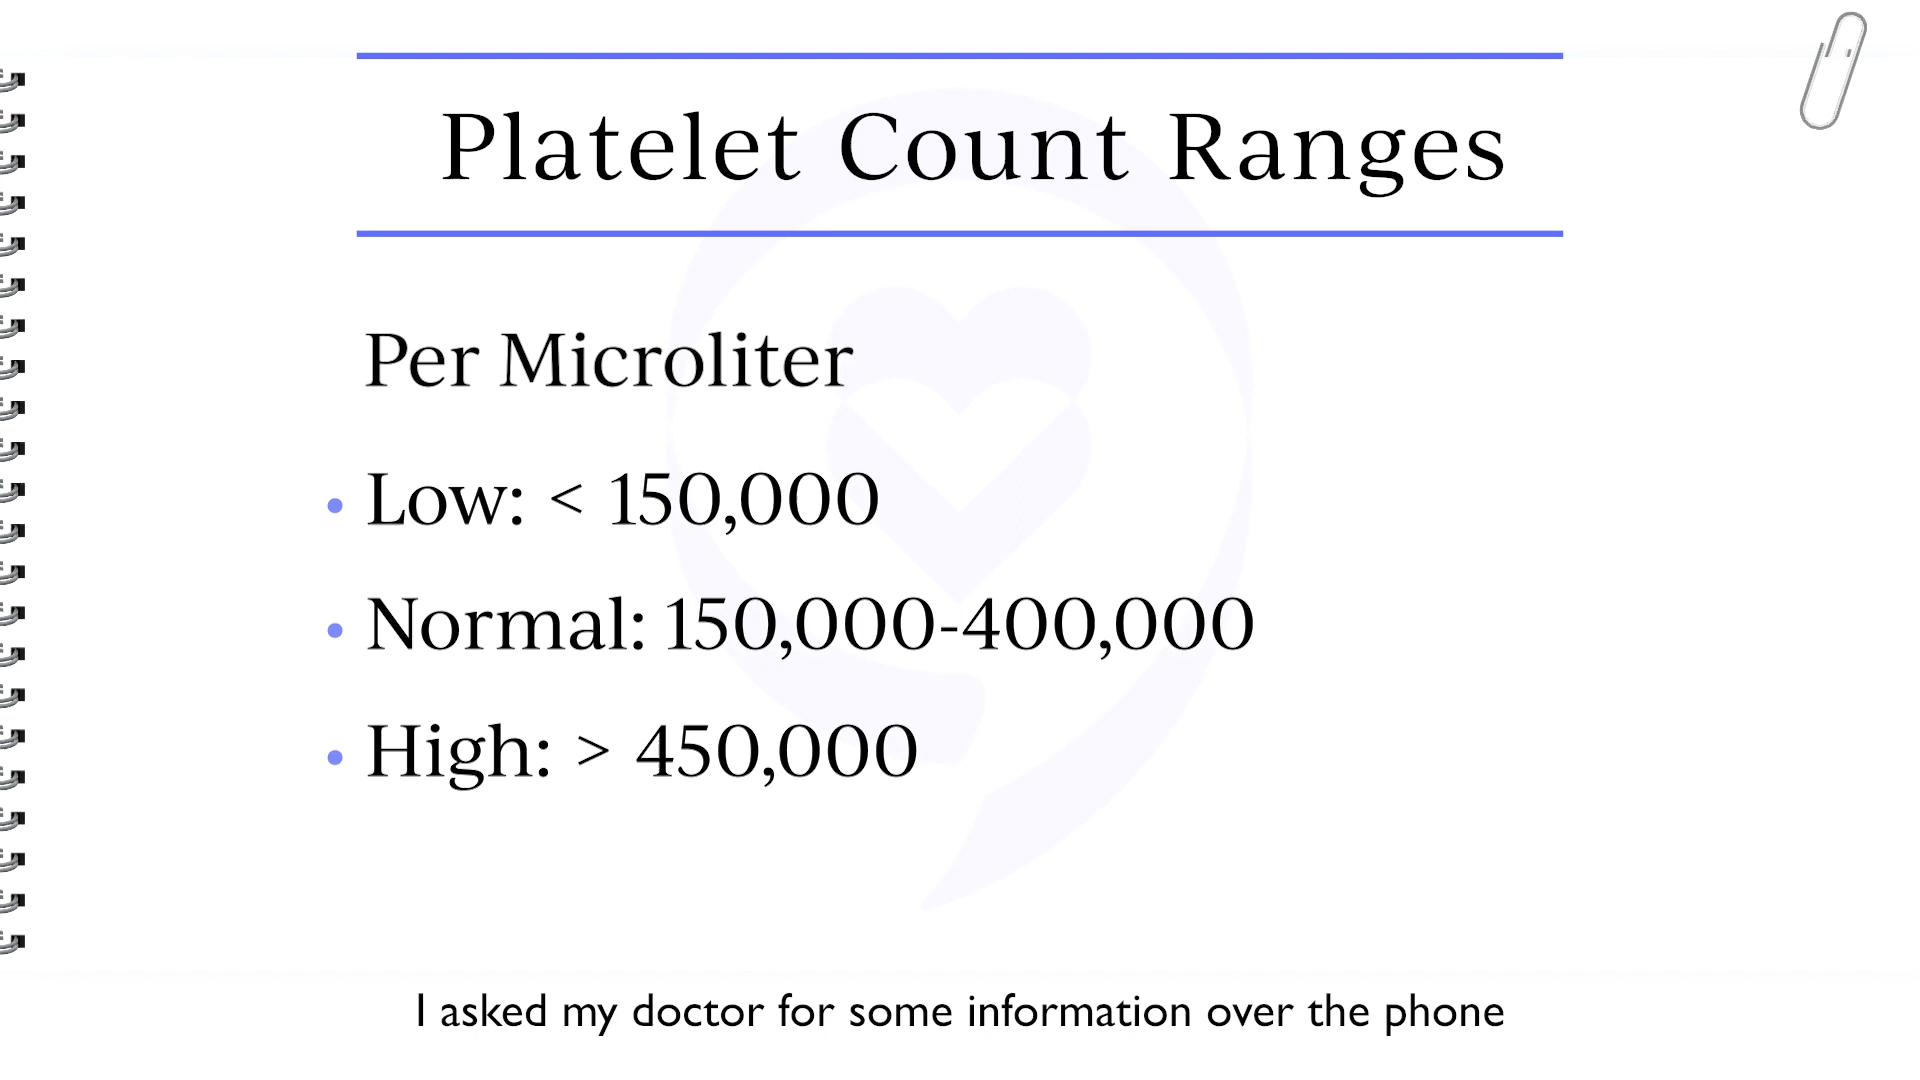 Platelet Count Ranges
Per Microliter
• Low: < 150,000
• Normal: 150,000-400,000
• High: > 450,000
I asked my doctor for some information over the phone